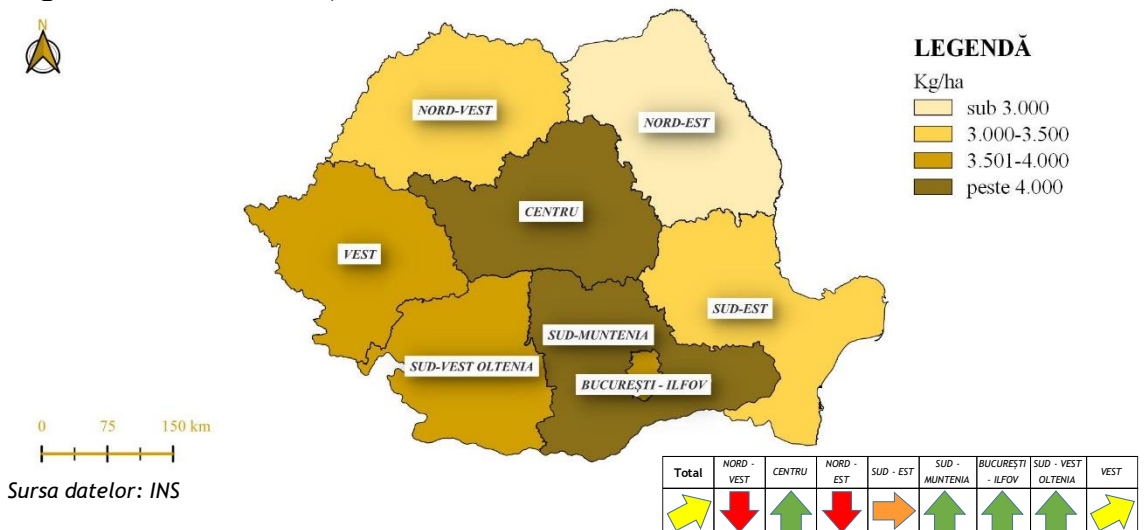 N
LEGENDĂ
Kg/ha
sub 3.000
3.000-3.500
3.501-4.000
peste 4.000
NORD-VEST
NORD-EST
CENTRU
VEST
SUD-EST
SUD-MUNTENIA
SUD-VEST OLTENIA
BUCUREȘTI - ILFOV
0 75 150 km
Sursa datelor: INS
Total
NORD -
VEST
CENTRU
NORD -
EST
SUD - EST
SUD -
MUNTENIA
BUCUREȘTI
- ILFOV
SUD - VEST
OLTENIA
VEST